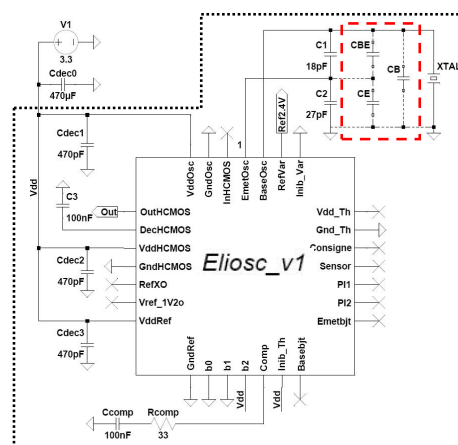 V1
3.3
Cdec0
470µF
C1
18pF
CBE
CB
XTAL
C2
27pF
CE
Cdec1
470pF
1
Ref2.4V
Vdd
C3
100nF
VddOsc
GndOsc
InHCMOS
EmetOsc
BaseOsc
RefVar
Inib_Var
Out
OutHCMOS
DecHCMOS
VddHCMOS
GndHCMOS
RefXO
Vref_1V2o
VddRef
Eliosc_v1
Vdd_Th
Gnd_Th
Consigne
Sensor
PI1
PI2
Emetbjt
Cdec2
470pF
Cdec3
470pF
GndRef
b0
b1
b2
Comp
Inib_Th
Basebjt
Vdd
Vdd
Ccomp
100nF
Rcomp
33